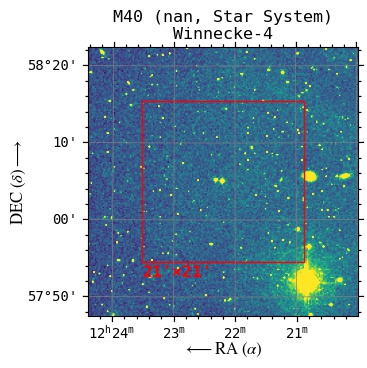 M40 (nan, Star System)
Winnecke-4
58°20'
10'
00'
57°50'
DEC (δ) ⟶
21'×21'
12ʰ24ᵐ 23ᵐ 22ᵐ 21ᵐ
⟵ RA (α)